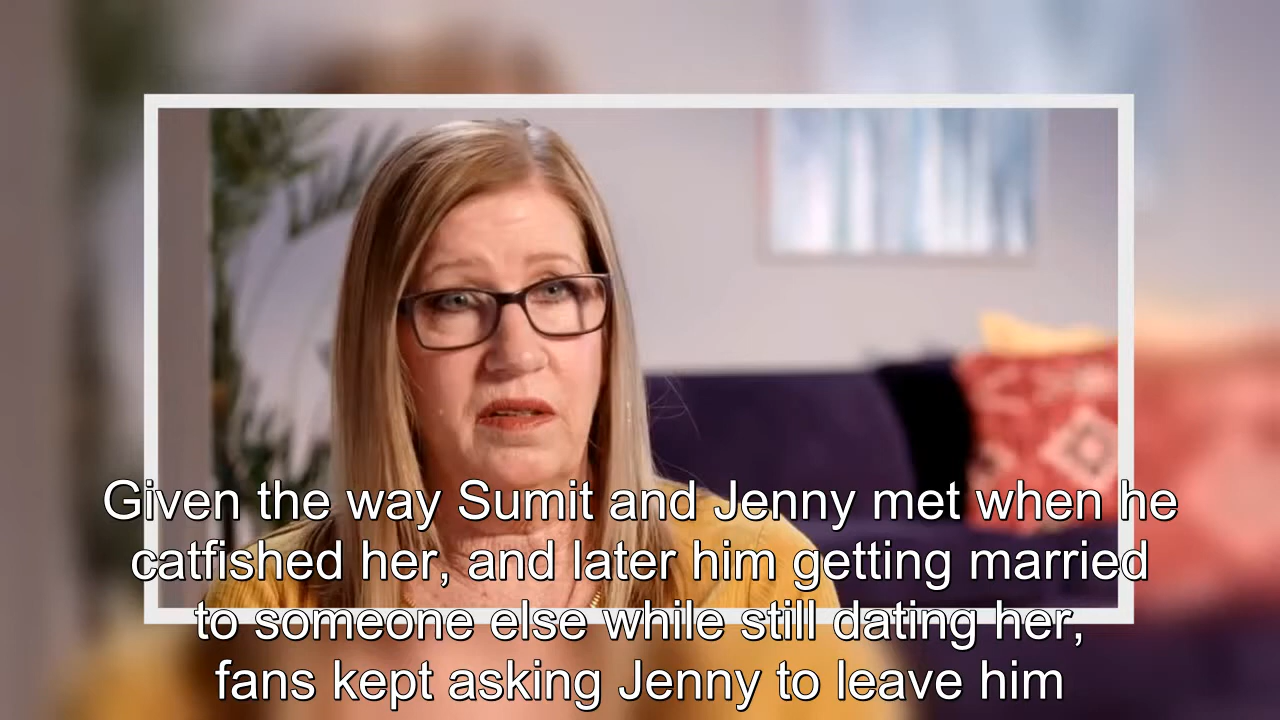 Given the way Sumit and Jenny met when he
catfished her, and later him getting married
to someone else while still dating her,
fans kept asking Jenny to leave him